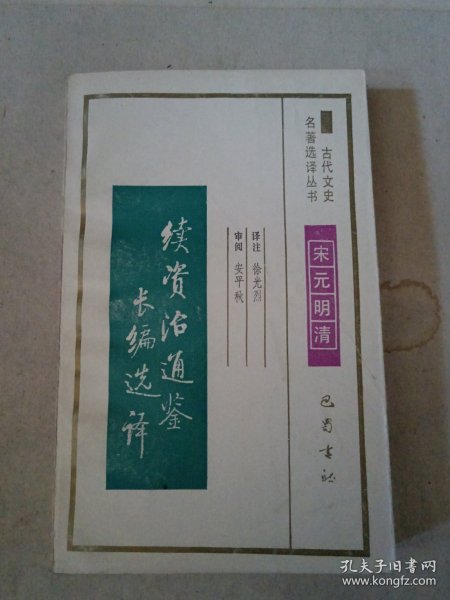 古代文史
名著选译丛书
宋元明清
巴蜀书社
译注 徐光烈
审阅 安平秋
续资治通鉴
长编选译
孔夫子旧书网
www.kongfz.com